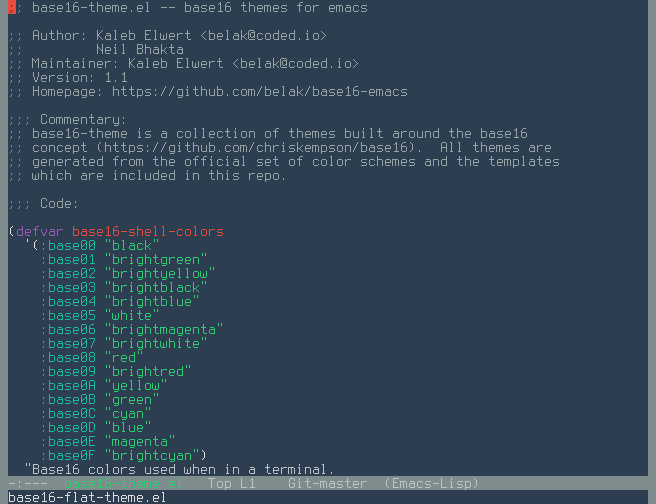 ;; base16-theme.el -- base16 themes for emacs
;; Author: Kaleb Elwert <belak@coded.io>
;;         Neil Bhakta
;; Maintainer: Kaleb Elwert <belak@coded.io>
;; Version: 1.1
;; Homepage: https://github.com/belak/base16-emacs
;;; Commentary:
;; base16-theme is a collection of themes built around the base16
;; concept (https://github.com/chriskempson/base16).  All themes are
;; generated from the official set of color schemes and the templates
;; which are included in this repo.
;;; Code:
(defvar base16-shell-colors
  '(:base00 "black"
    :base01 "brightgreen"
    :base02 "brightyellow"
    :base03 "brightblack"
    :base04 "brightblue"
    :base05 "white"
    :base06 "brightmagenta"
    :base07 "brightwhite"
    :base08 "red"
    :base09 "brightred"
    :base0A "yellow"
    :base0B "green"
    :base0C "cyan"
    :base0D "blue"
    :base0E "magenta"
    :base0F "brightcyan")
  "Base16 colors used when in a terminal.
-:---  base16-theme.el   Top L1    Git-master  (Emacs-Lisp)
base16-flat-theme.el